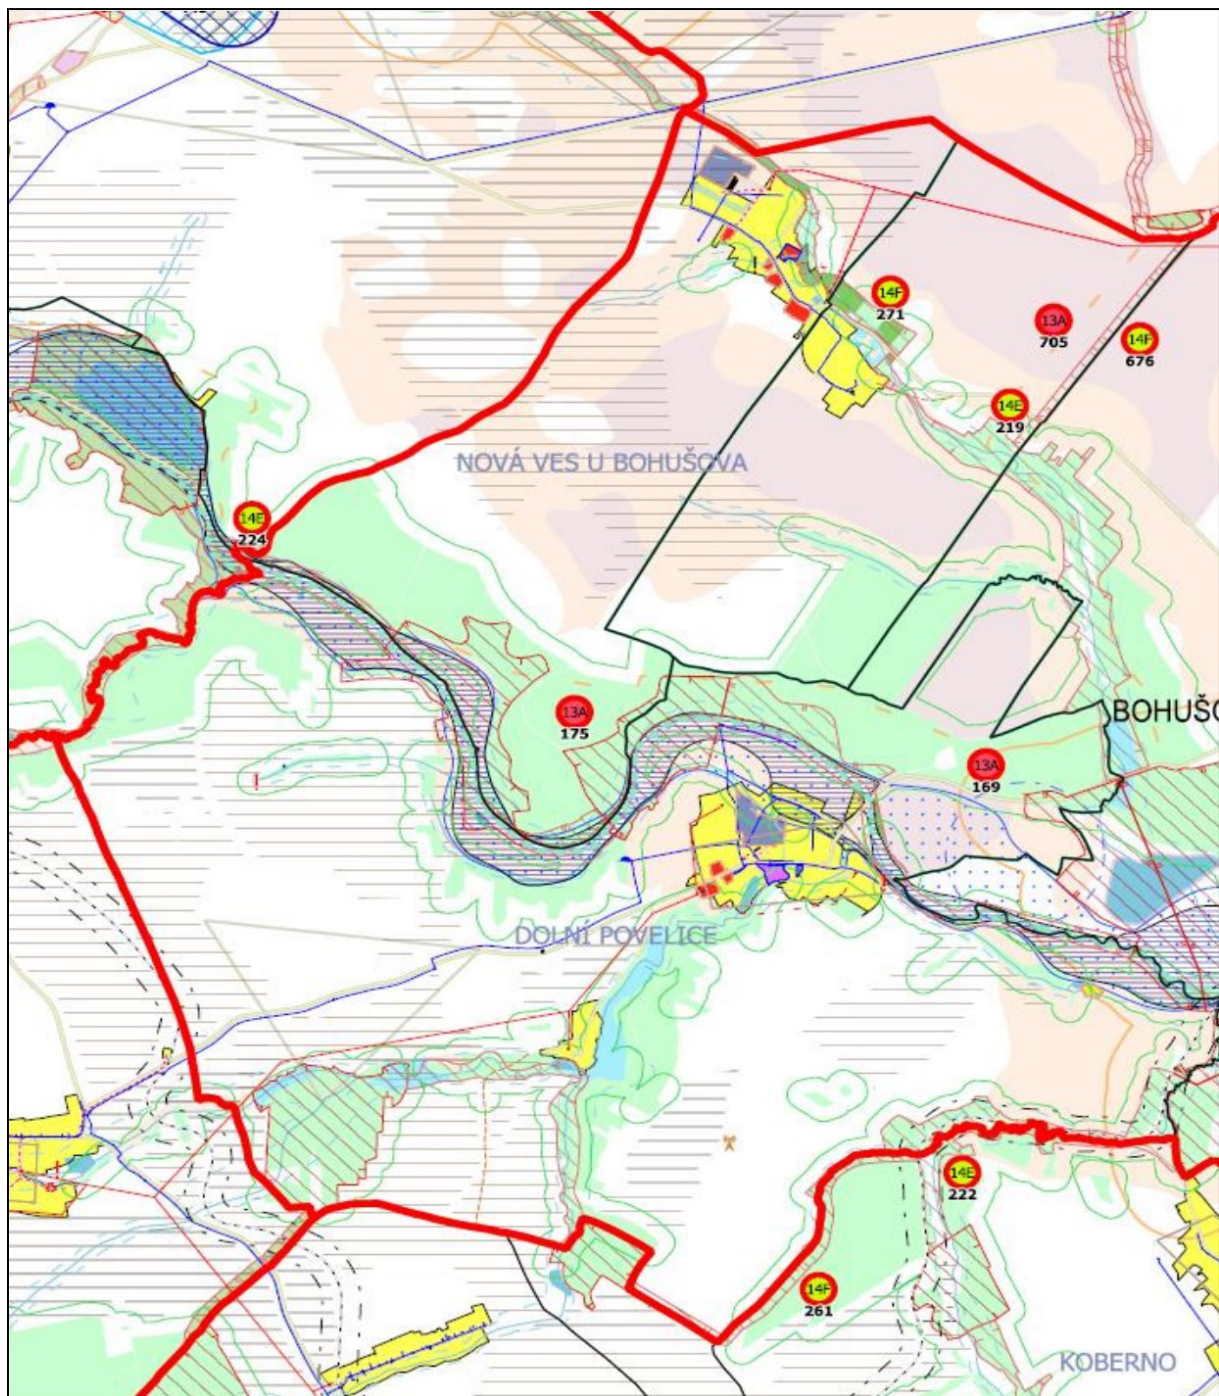 14F
271
13A
705
14F
676
14E
219
NOVÁ VES U BOHUŠOVA
14E
224
13A
175
BOHUŠO
13A
169
DOLNÍ POVELICE
14E
222
14F
261
KOBERNO